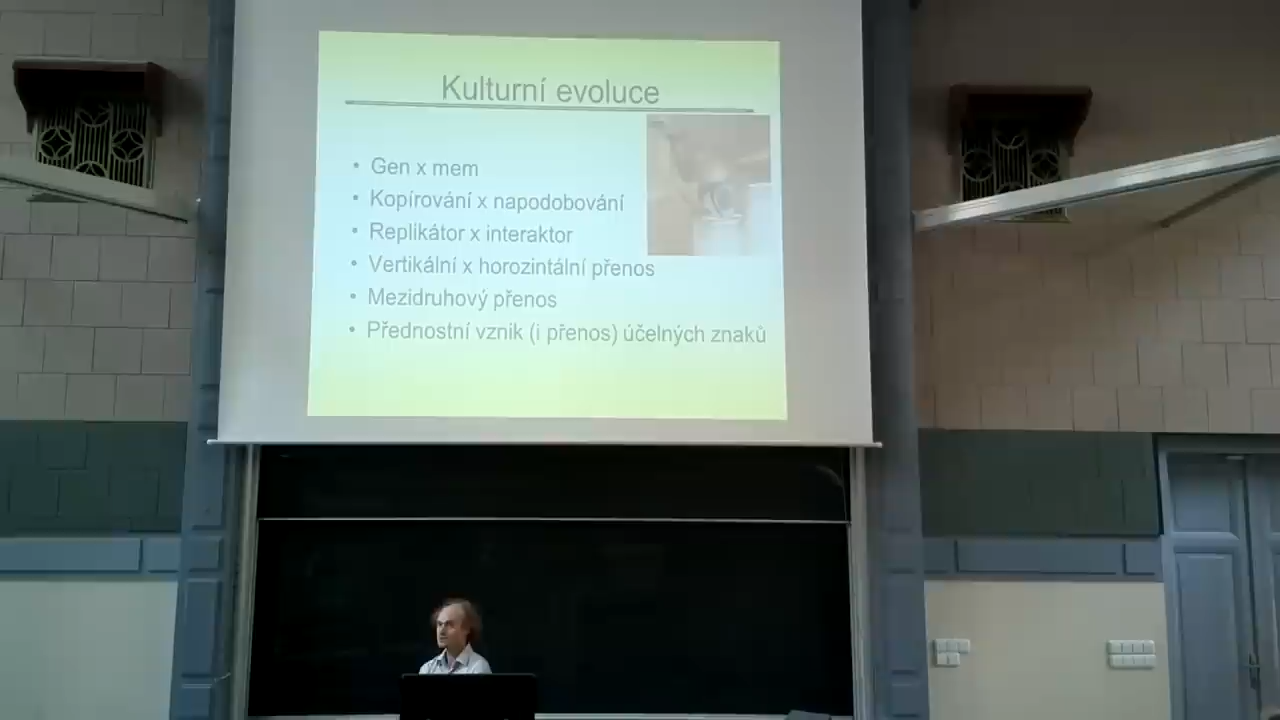 Kulturní evoluce
• Gen x mem
• Kopírování x napodobování
• Replikátor x interaktor
• Vertikální x horozintální přenos
• Mezidruhový přenos
• Přednostní vznik (i přenos) účelných znaků